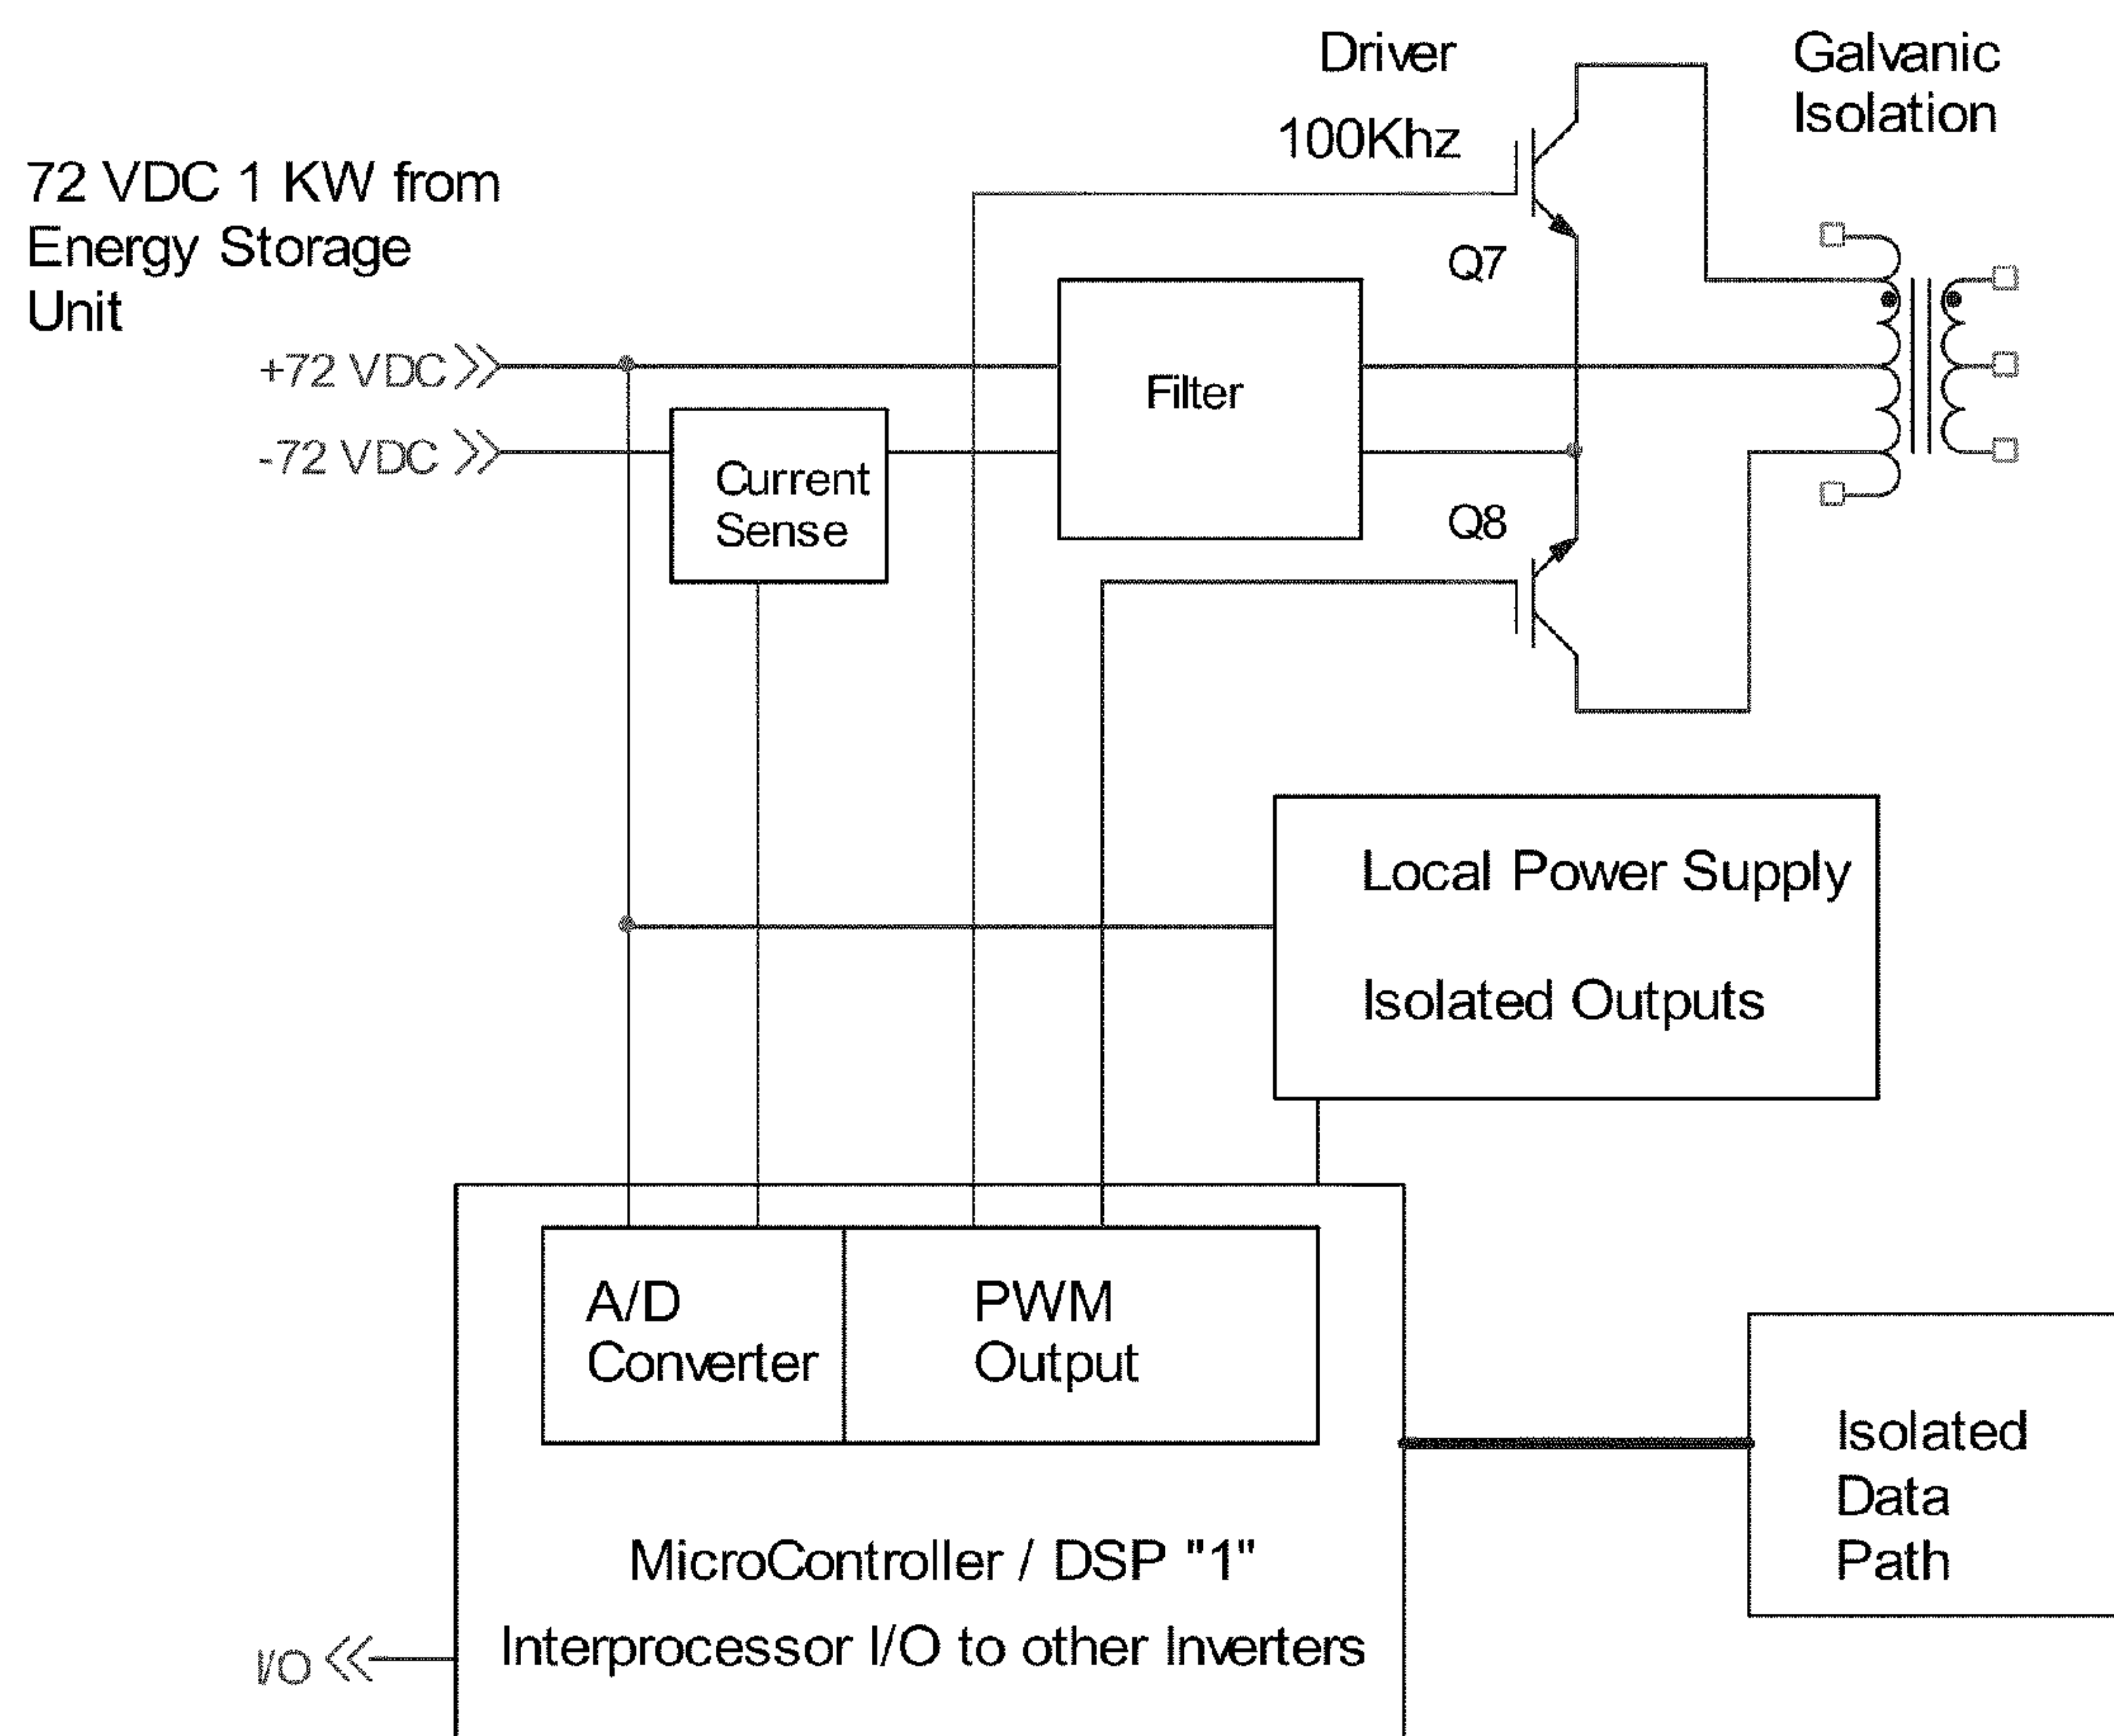 Driver
100Khz
Galvanic
Isolation
72 VDC 1 KW from
Energy Storage
Unit
Q7
+72 VDC
Filter
-72 VDC
Current
Sense
Q8
Local Power Supply
Isolated Outputs
A/D
Converter
PWM
Output
Isolated
Data
Path
MicroController / DSP "1"
Interprocessor I/O to other Inverters
I/O